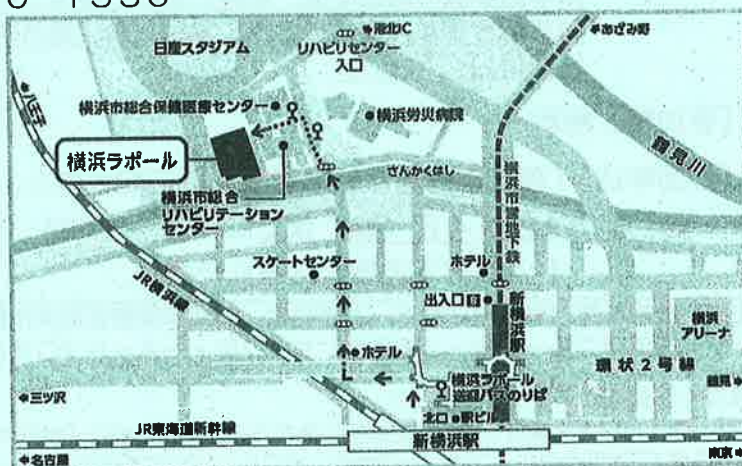 日産スタジアム
港北IC
リハビリセンター
入口
あざみ野
八王子
横浜市総合保健医療センター
横浜労災病院
横浜ラポール
鶴見川
さんかくはし
横浜市営地下鉄
横浜市総合
リハビリテーション
センター
JR横浜線
スケートセンター
ホテル
出入口
新横浜駅
横浜
アリーナ
ホテル
環状2号線
横浜ラポール
送迎バスのりば
鶴見
三ツ沢
北口
駅ビル
JR東海道新幹線
新横浜駅
名古屋
東京